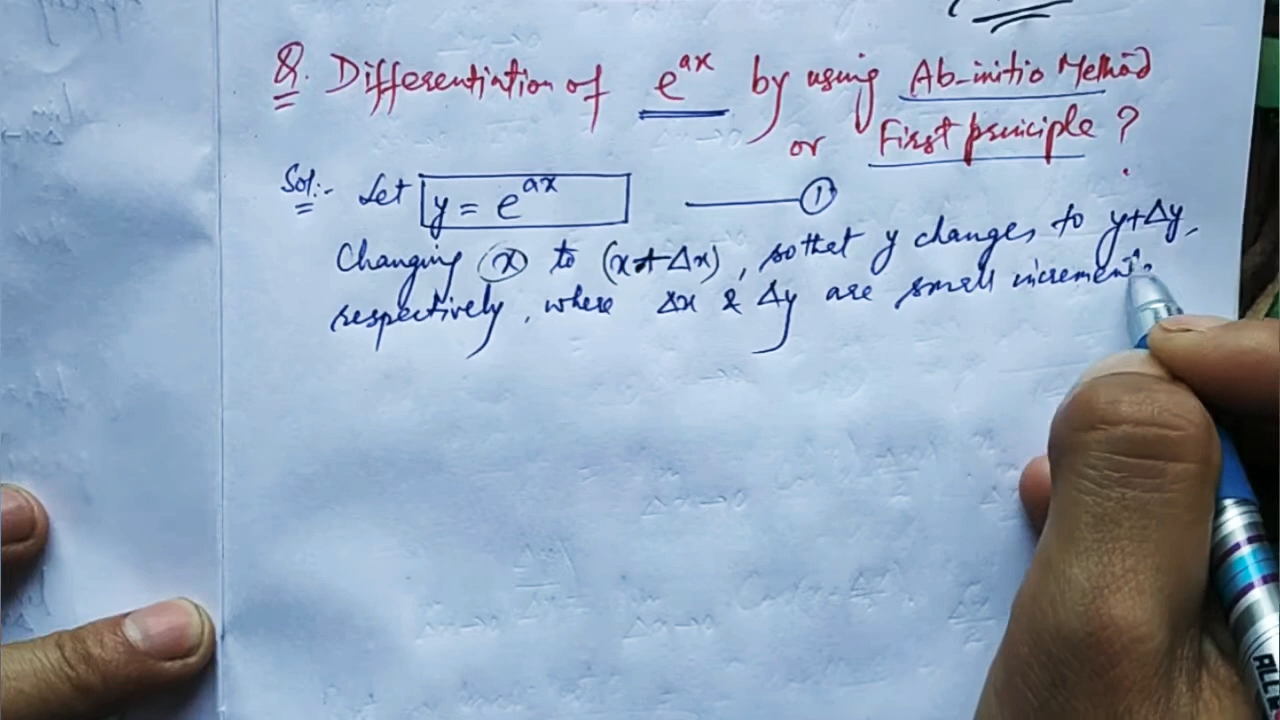 Q. Differentiation of e^ax by using Ab-initio Method
or First principle ?
Sol:- Let y = e^ax ①
Changing x to (x+Δx), so that y changes to y+Δy,
respectively, where Δx & Δy are small increments
ALL